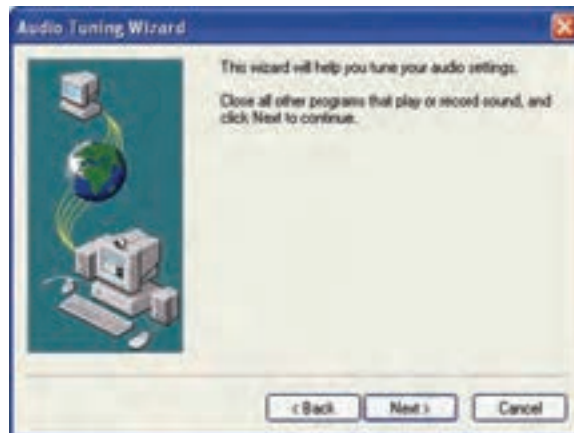 Audio Tuning Wizard
This wizard will help you tune your audio settings.
Close all other programs that play or record sound, and
click Next to continue.
< Back
Next >
Cancel